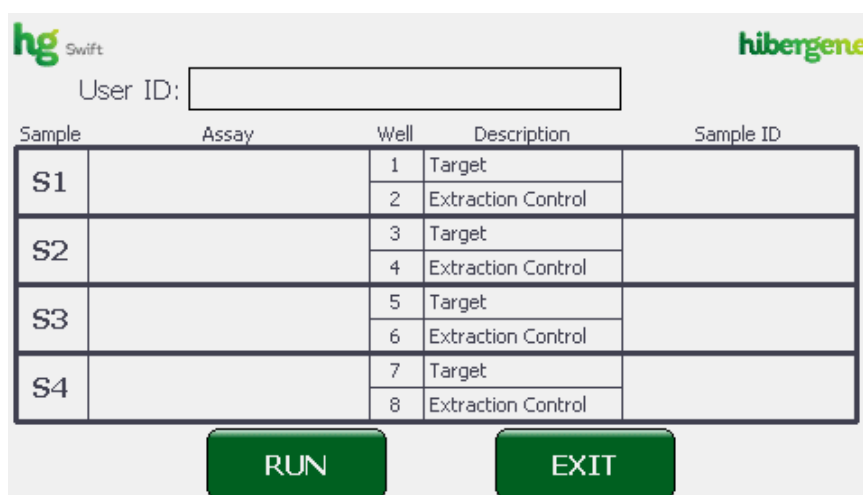 hg Swift hibergene
User ID:
Sample Assay Well Description Sample ID
S1 1 Target
2 Extraction Control
S2 3 Target
4 Extraction Control
S3 5 Target
6 Extraction Control
S4 7 Target
8 Extraction Control
RUN EXIT